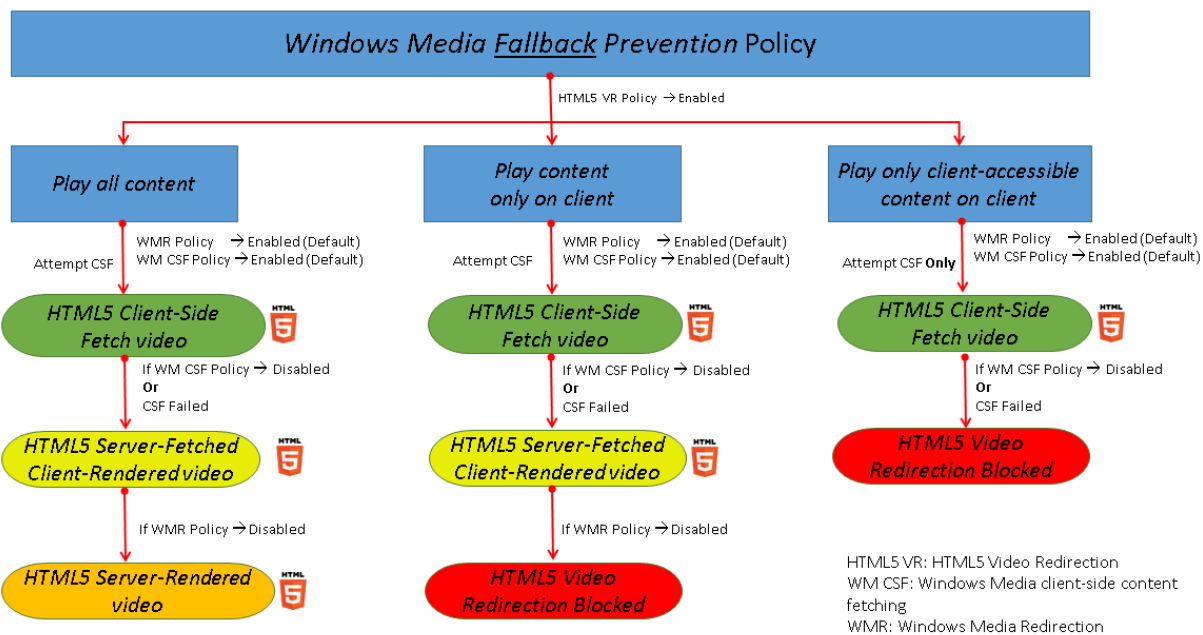 Windows Media Fallback Prevention Policy
HTML5 VR Policy → Enabled
Play all content
WMR Policy → Enabled (Default)
WM CSF Policy → Enabled (Default)
Attempt CSF
HTML5 Client-Side
Fetch video
HTML
5
If WM CSF Policy → Disabled
Or
CSF Failed
HTML5 Server-Fetched
Client-Rendered video
HTML
5
If WMR Policy → Disabled
HTML5 Server-Rendered
video
HTML
5
Play content
only on client
WMR Policy → Enabled (Default)
WM CSF Policy → Enabled (Default)
Attempt CSF
HTML5 Client-Side
Fetch video
HTML
5
If WM CSF Policy → Disabled
Or
CSF Failed
HTML5 Server-Fetched
Client-Rendered video
HTML
5
If WMR Policy → Disabled
HTML5 Video
Redirection Blocked
Play only client-accessible
content on client
WMR Policy → Enabled (Default)
WM CSF Policy → Enabled (Default)
Attempt CSF Only
HTML5 Client-Side
Fetch video
HTML
5
If WM CSF Policy → Disabled
Or
CSF Failed
HTML5 Video
Redirection Blocked
HTML5 VR: HTML5 Video Redirection
WM CSF: Windows Media client-side content
fetching
WMR: Windows Media Redirection